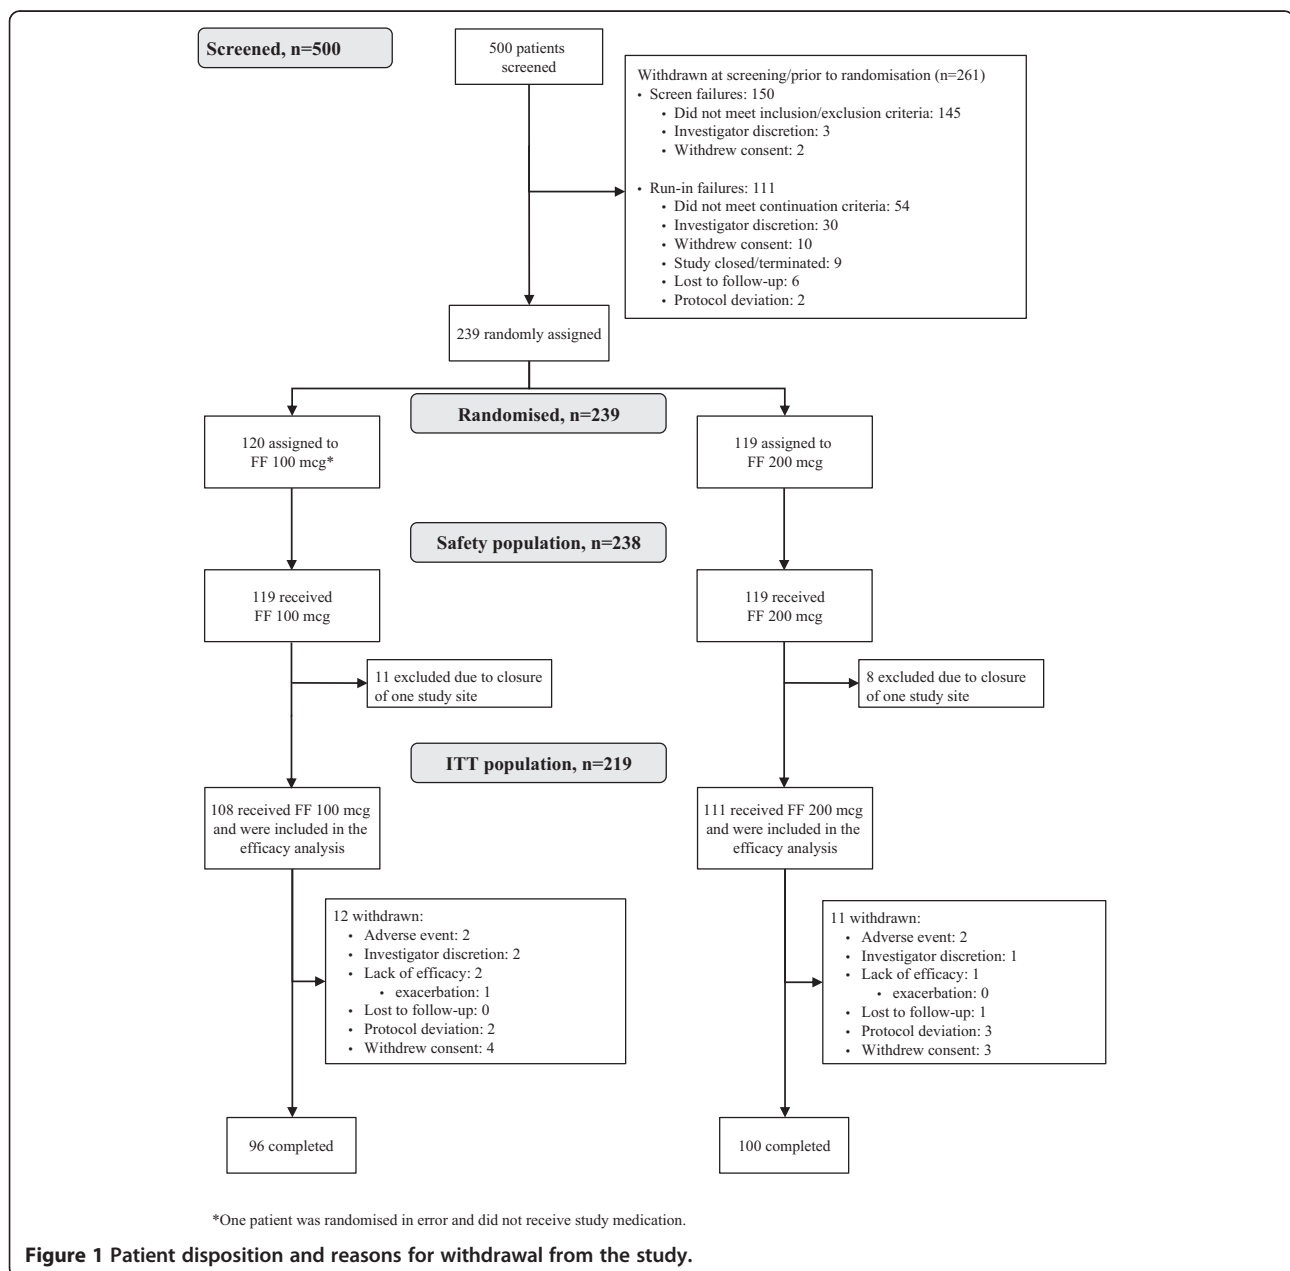 Screened, n=500
500 patients
screened
Withdrawn at screening/prior to randomisation (n=261)
• Screen failures: 150
• Did not meet inclusion/exclusion criteria: 145
• Investigator discretion: 3
• Withdrew consent: 2
• Run-in failures: 111
• Did not meet continuation criteria: 54
• Investigator discretion: 30
• Withdrew consent: 10
• Study closed/terminated: 9
• Lost to follow-up: 6
• Protocol deviation: 2
239 randomly assigned
Randomised, n=239
120 assigned to
FF 100 mcg*
119 assigned to
FF 200 mcg
Safety population, n=238
119 received
FF 100 mcg
119 received
FF 200 mcg
11 excluded due to closure
of one study site
8 excluded due to closure
of one study site
ITT population, n=219
108 received FF 100 mcg
and were included in the
efficacy analysis
111 received FF 200 mcg
and were included in the
efficacy analysis
12 withdrawn:
• Adverse event: 2
• Investigator discretion: 2
• Lack of efficacy: 2
• exacerbation: 1
• Lost to follow-up: 0
• Protocol deviation: 2
• Withdrew consent: 4
11 withdrawn:
• Adverse event: 2
• Investigator discretion: 1
• Lack of efficacy: 1
• exacerbation: 0
• Lost to follow-up: 1
• Protocol deviation: 3
• Withdrew consent: 3
96 completed
100 completed
*One patient was randomised in error and did not receive study medication.
Figure 1 Patient disposition and reasons for withdrawal from the study.